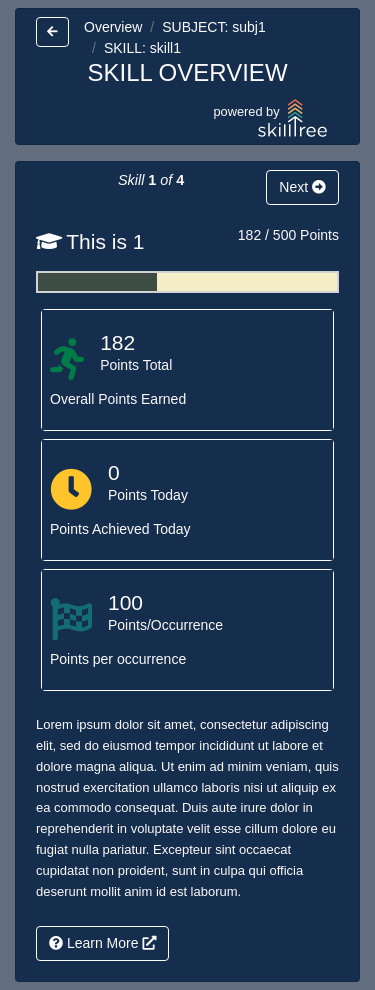 Overview / SUBJECT: subj1
/ SKILL: skill1
SKILL OVERVIEW
powered by
skilltree
Skill 1 of 4
Next
This is 1
182 / 500 Points
182
Points Total
Overall Points Earned
0
Points Today
Points Achieved Today
100
Points/Occurrence
Points per occurrence
Lorem ipsum dolor sit amet, consectetur adipiscing
elit, sed do eiusmod tempor incididunt ut labore et
dolore magna aliqua. Ut enim ad minim veniam, quis
nostrud exercitation ullamco laboris nisi ut aliquip ex
ea commodo consequat. Duis aute irure dolor in
reprehenderit in voluptate velit esse cillum dolore eu
fugiat nulla pariatur. Excepteur sint occaecat
cupidatat non proident, sunt in culpa qui officia
deserunt mollit anim id est laborum.
Learn More